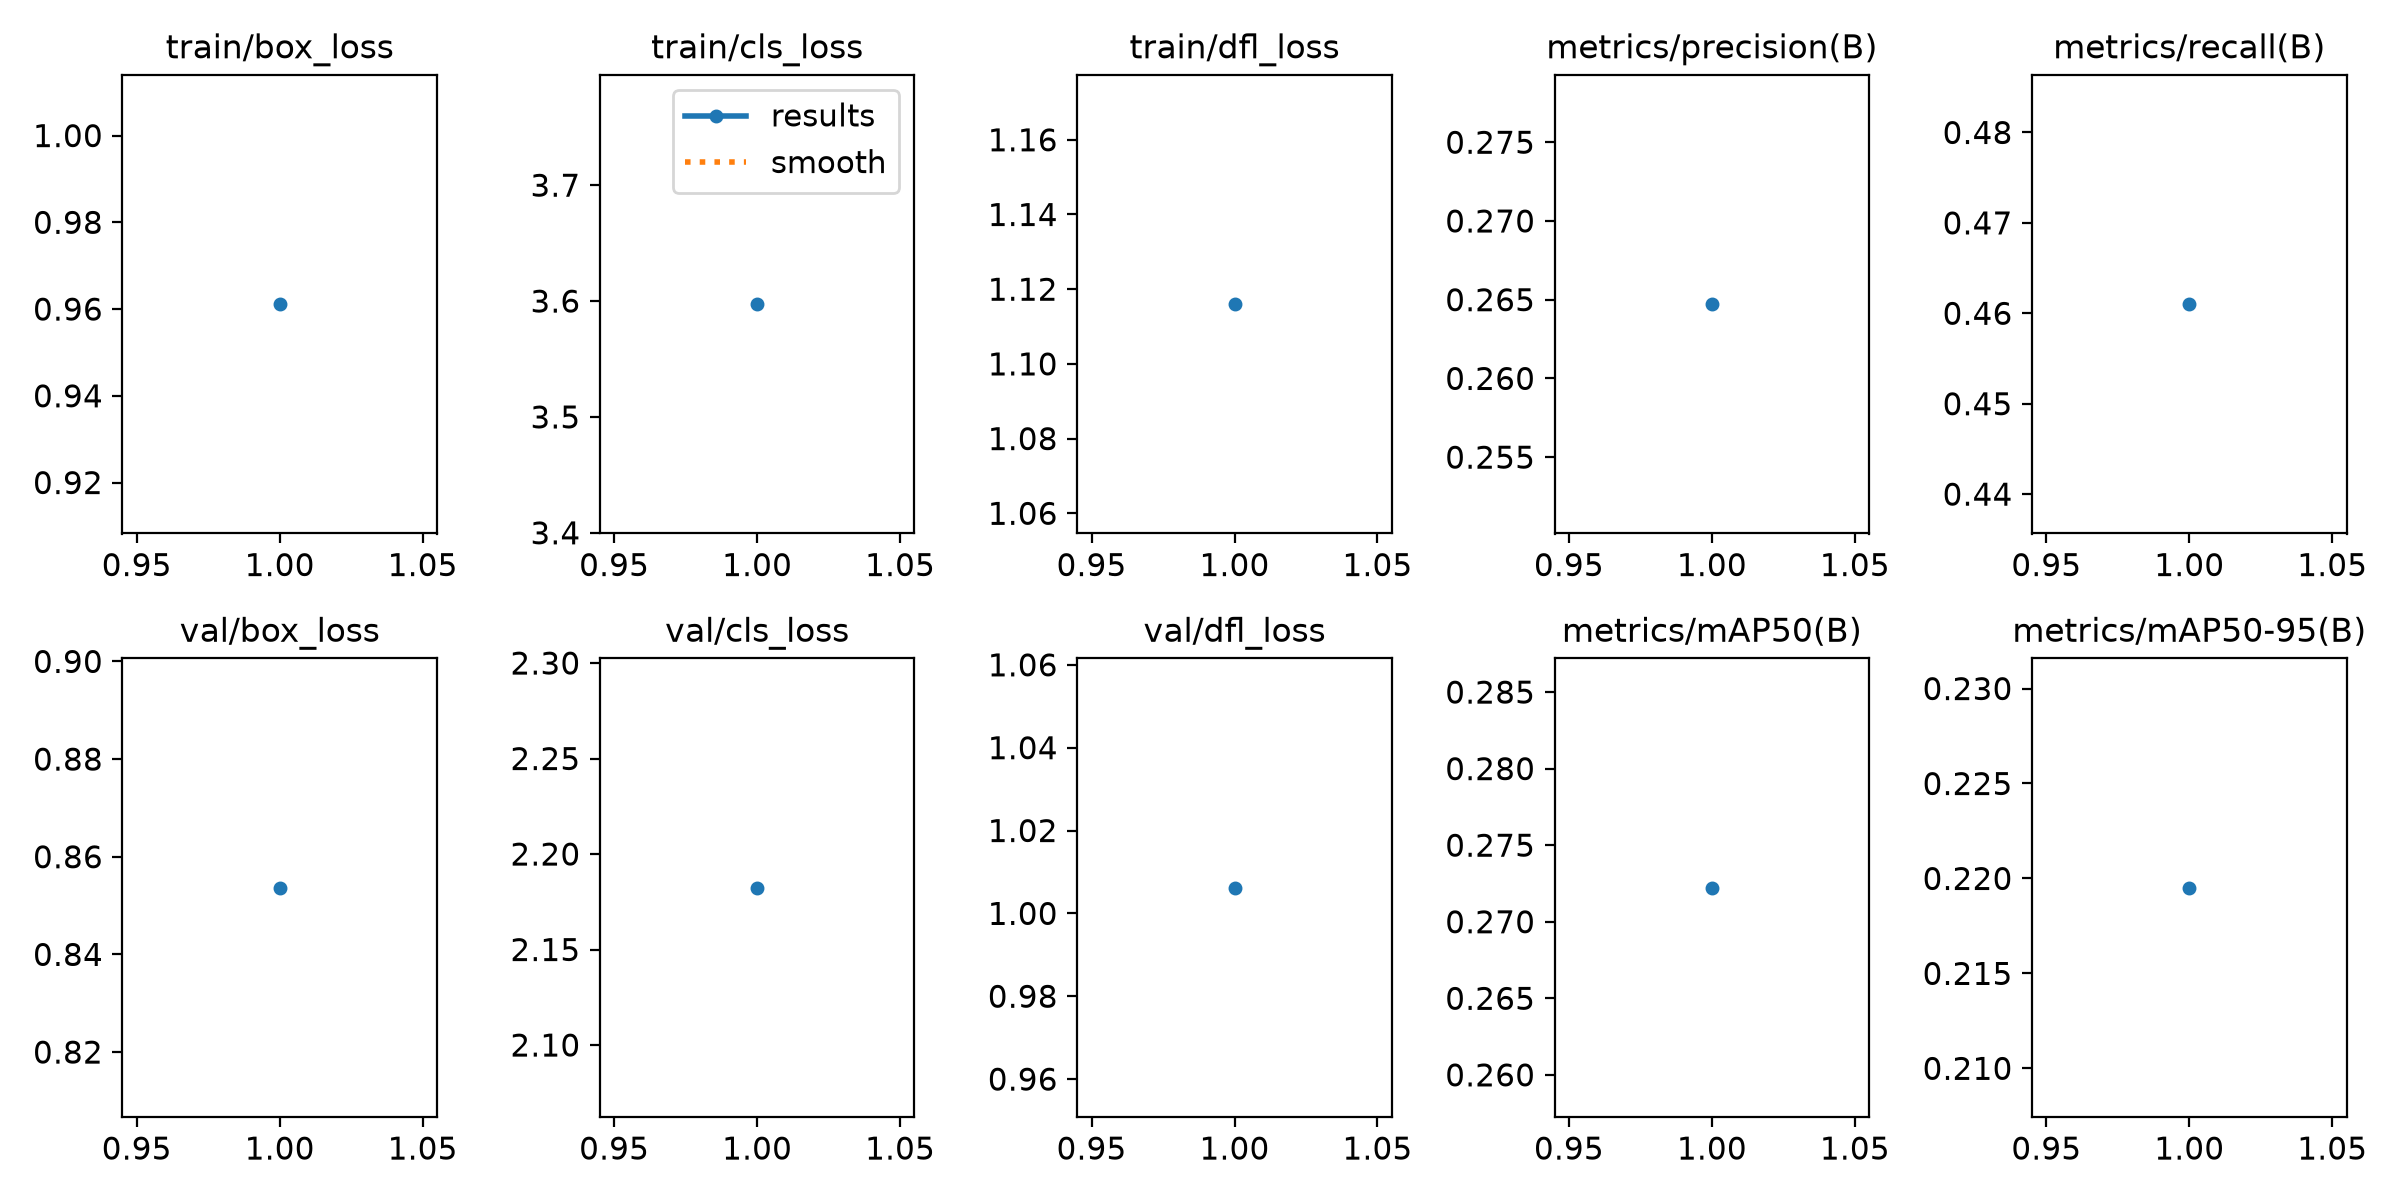 train/box_loss
1.00
0.98
0.96
0.94
0.92
0.95 1.00 1.05
train/cls_loss
results
smooth
3.7
3.6
3.5
3.4
0.95 1.00 1.05
train/dfl_loss
1.16
1.14
1.12
1.10
1.08
1.06
0.95 1.00 1.05
metrics/precision(B)
0.275
0.270
0.265
0.260
0.255
0.95 1.00 1.05
metrics/recall(B)
0.48
0.47
0.46
0.45
0.44
0.95 1.00 1.05
val/box_loss
0.90
0.88
0.86
0.84
0.82
0.95 1.00 1.05
val/cls_loss
2.30
2.25
2.20
2.15
2.10
0.95 1.00 1.05
val/dfl_loss
1.06
1.04
1.02
1.00
0.98
0.96
0.95 1.00 1.05
metrics/mAP50(B)
0.285
0.280
0.275
0.270
0.265
0.260
0.95 1.00 1.05
metrics/mAP50-95(B)
0.230
0.225
0.220
0.215
0.210
0.95 1.00 1.05